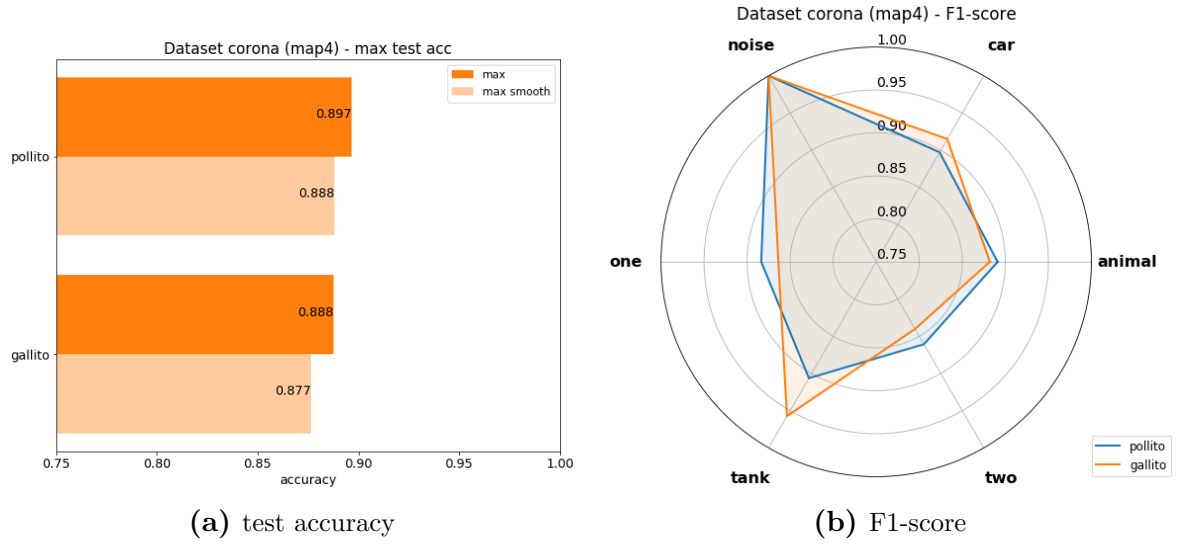 Dataset corona (map4) - max test acc
max
max smooth
0.897
pollito
0.888
0.888
gallito
0.877
0.75 0.80 0.85 0.90 0.95 1.00
accuracy
(a) test accuracy
Dataset corona (map4) - F1-score
noise
1.00
car
0.95
0.90
0.85
0.80
one
0.75
animal
tank
two
pollito
gallito
(b) F1-score